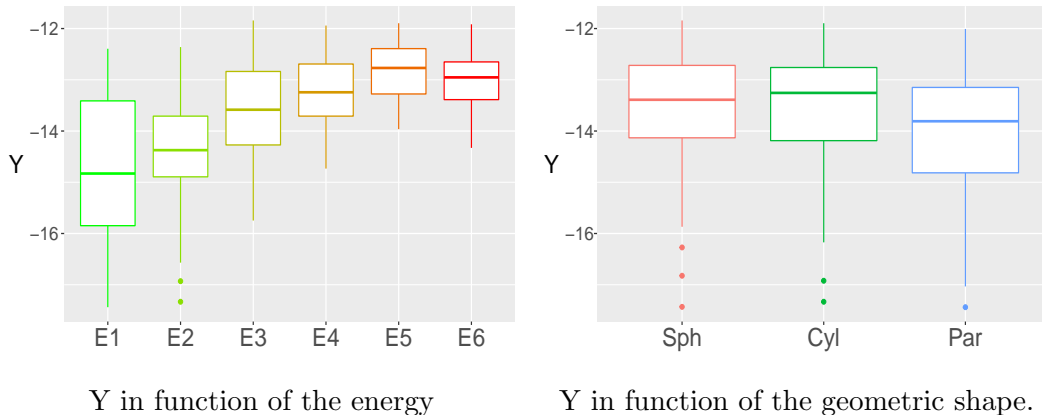 −12
−14
−16
Y
E1 E2 E3 E4 E5 E6
Y in function of the energy
−12
−14
−16
Y
Sph Cyl Par
Y in function of the geometric shape.